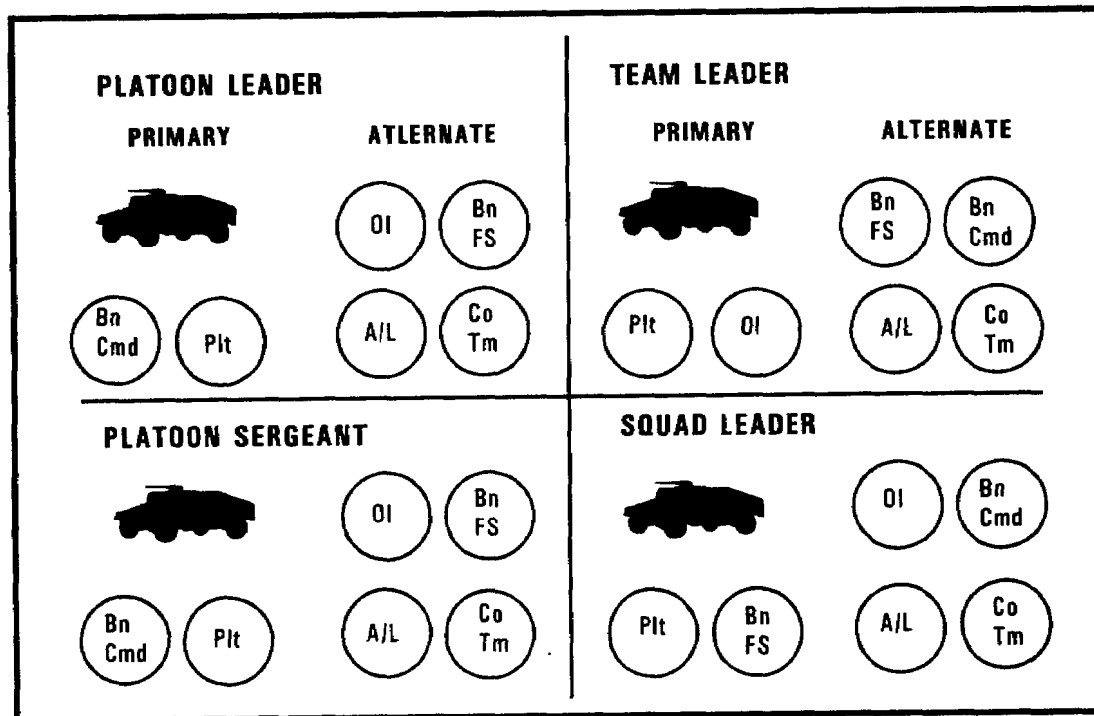 PLATOON LEADER
PRIMARY ATLERNATE
OI
Bn
FS
Bn
Cmd
Plt
A/L
Co
Tm
TEAM LEADER
PRIMARY ALTERNATE
Bn
FS
Bn
Cmd
Plt
OI
A/L
Co
Tm
PLATOON SERGEANT
OI
Bn
FS
Bn
Cmd
Plt
A/L
Co
Tm
SQUAD LEADER
OI
Bn
Cmd
Plt
Bn
FS
A/L
Co
Tm